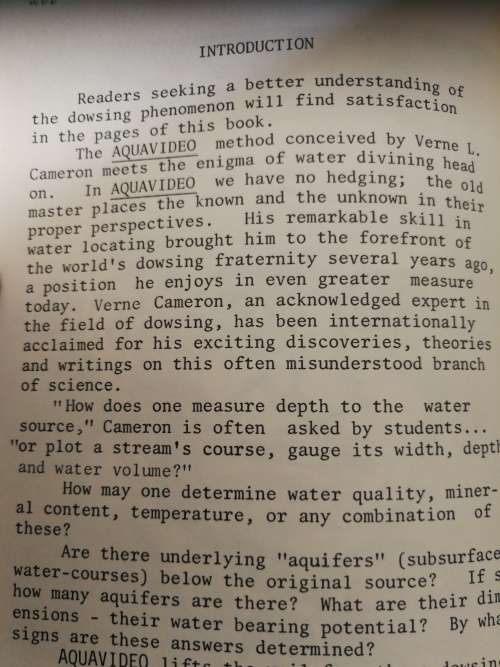 INTRODUCTION
Readers seeking a better understanding of
the dowsing phenomenon will find satisfaction
in the pages of this book.
The AQUAVIDEO method conceived by Verne L.
Cameron meets the enigma of water divining head
on. In AQUAVIDEO we have no hedging; the old
master places the known and the unknown in their
proper perspectives. His remarkable skill in
water locating brought him to the forefront of
the world's dowsing fraternity several years ago,
a position he enjoys in even greater measure
today. Verne Cameron, an acknowledged expert in
the field of dowsing, has been internationally
acclaimed for his exciting discoveries, theories
and writings on this often misunderstood branch
of science.
"How does one measure depth to the water
source," Cameron is often asked by students...
"or plot a stream's course, gauge its width, depth
and water volume?"
How may one determine water quality, miner-
al content, temperature, or any combination of
these?
Are there underlying "aquifers" (subsurface
water-courses) below the original source? If s
how many aquifers are there? What are their dim
ensions - their water bearing potential? By wha
signs are these answers determined?
AQUAVIDEO lifts the